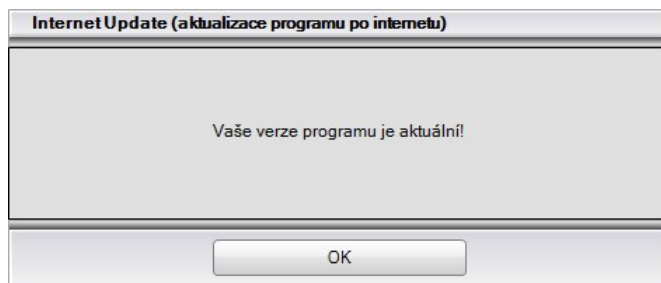 Internet Update (aktualizace programu po internetu)
Vaše verze programu je aktuální!
OK